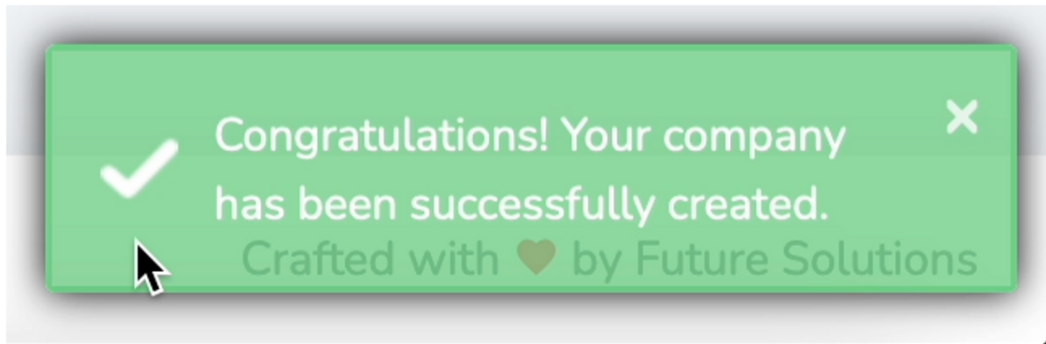 Congratulations! Your company
has been successfully created.
Crafted with ❤ by Future Solutions